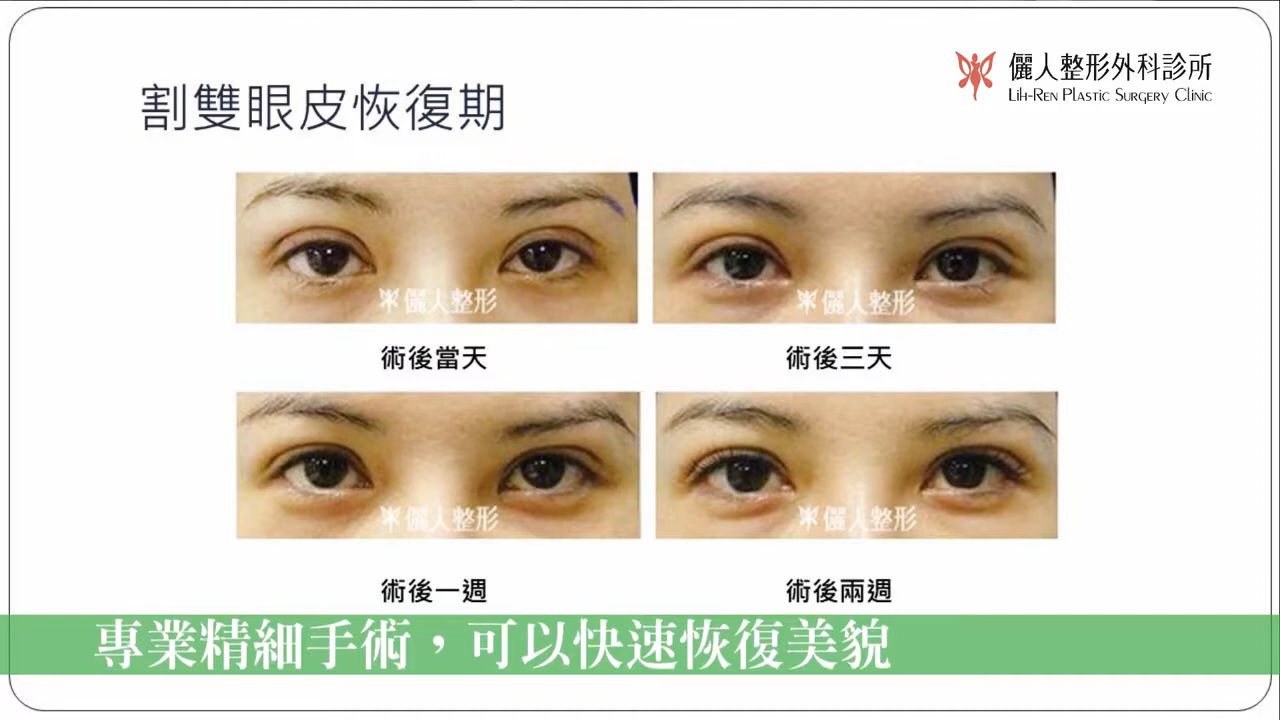 儷人整形外科診所
LIH-REN PLASTIC SURGERY CLINIC
割雙眼皮恢復期
儷人整形
儷人整形
術後當天
術後三天
儷人整形
儷人整形
術後一週
術後兩週
專業精細手術，可以快速恢復美貌